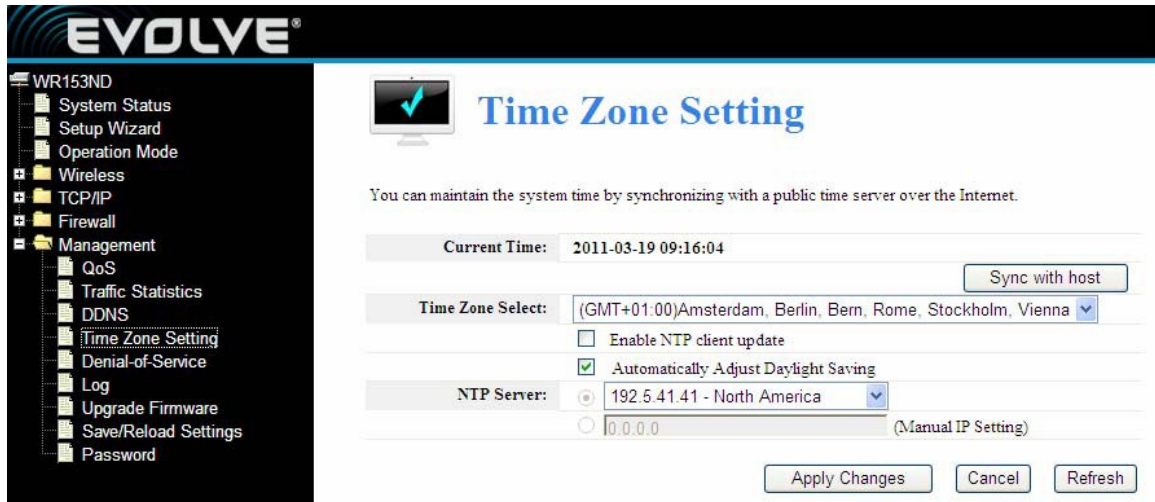 EVOLVE®
WR153ND
System Status
Setup Wizard
Operation Mode
Wireless
TCP/IP
Firewall
Management
QoS
Traffic Statistics
DDNS
Time Zone Setting
Denial-of-Service
Log
Upgrade Firmware
Save/Reload Settings
Password
Time Zone Setting
You can maintain the system time by synchronizing with a public time server over the Internet.
Current Time: 2011-03-19 09:16:04
Sync with host
Time Zone Select: (GMT+01:00)Amsterdam, Berlin, Bern, Rome, Stockholm, Vienna
Enable NTP client update
Automatically Adjust Daylight Saving
NTP Server: 192.5.41.41 - North America
0.0.0.0 (Manual IP Setting)
Apply Changes Cancel Refresh